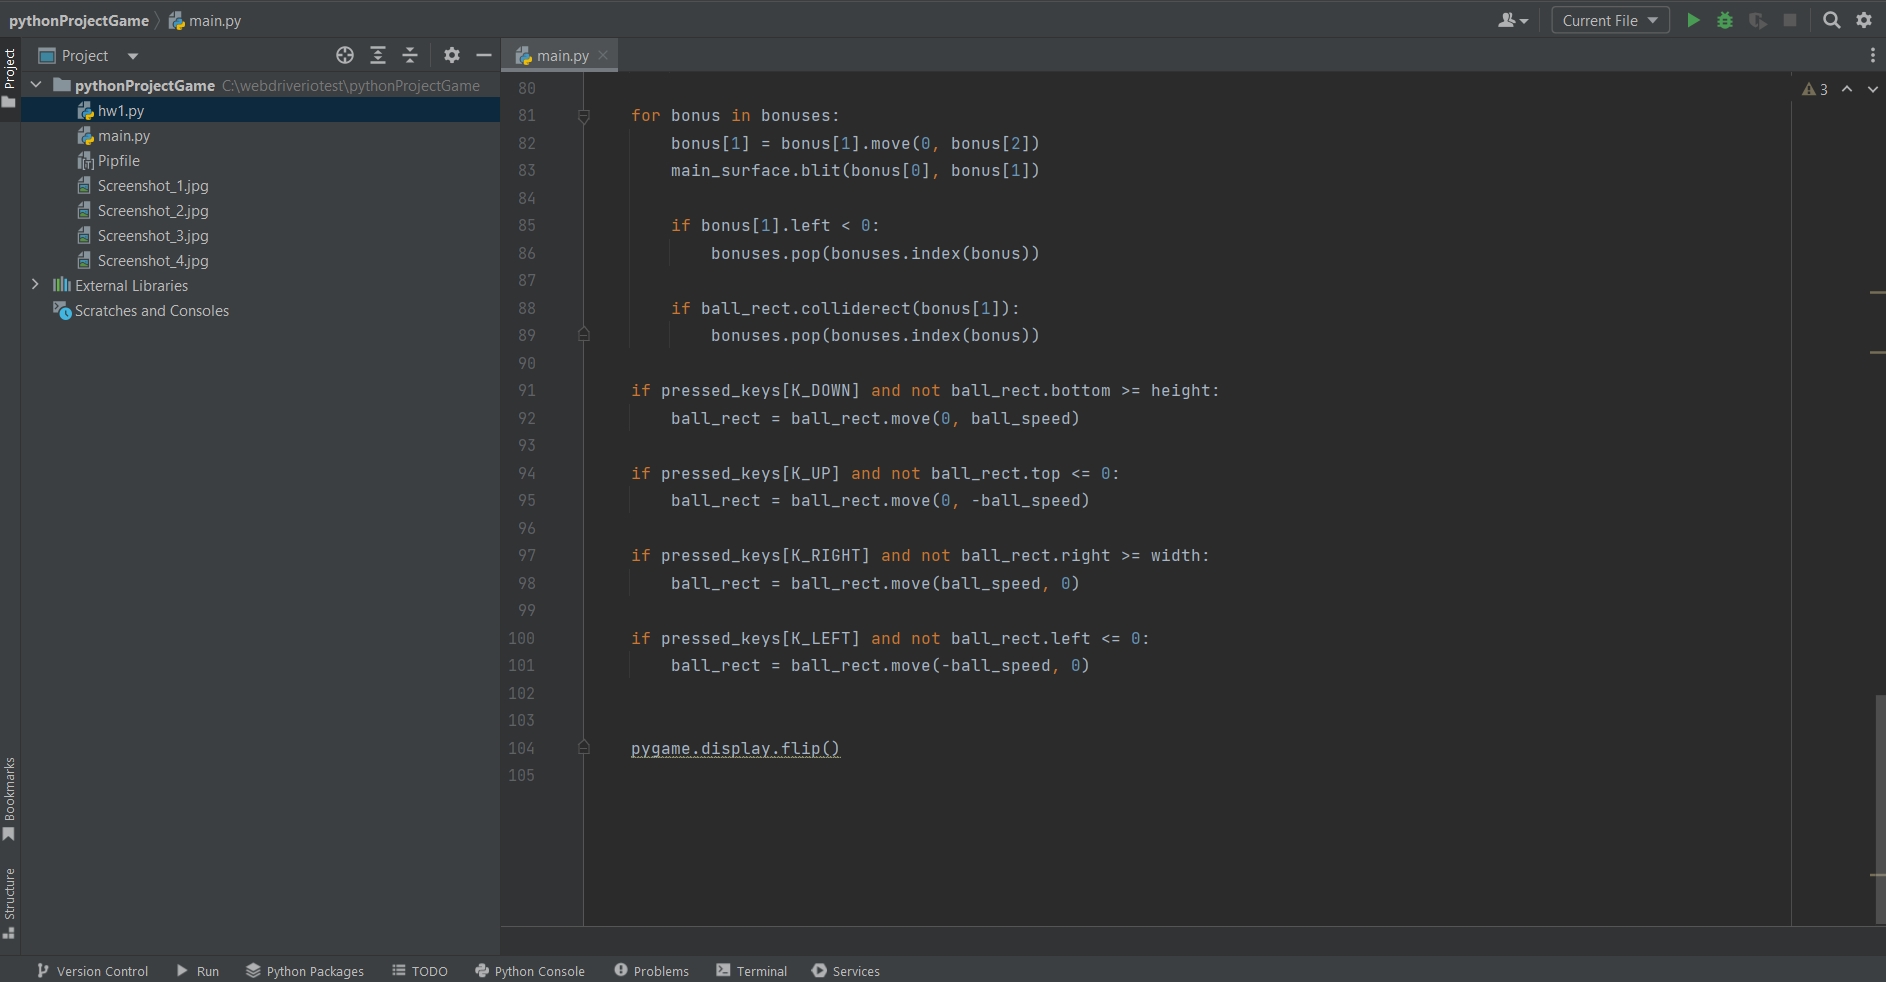 pythonProjectGame main.py
Current File
Project
Project
main.py
pythonProjectGame C:\webdriveriotest\pythonProjectGame
hw1.py
main.py
Pipfile
Screenshot_1.jpg
Screenshot_2.jpg
Screenshot_3.jpg
Screenshot_4.jpg
External Libraries
Scratches and Consoles
3
80
81 for bonus in bonuses:
82 bonus[1] = bonus[1].move(0, bonus[2])
83 main_surface.blit(bonus[0], bonus[1])
84
85 if bonus[1].left < 0:
86 bonuses.pop(bonuses.index(bonus))
87
88 if ball_rect.colliderect(bonus[1]):
89 bonuses.pop(bonuses.index(bonus))
90
91 if pressed_keys[K_DOWN] and not ball_rect.bottom >= height:
92 ball_rect = ball_rect.move(0, ball_speed)
93
94 if pressed_keys[K_UP] and not ball_rect.top <= 0:
95 ball_rect = ball_rect.move(0, -ball_speed)
96
97 if pressed_keys[K_RIGHT] and not ball_rect.right >= width:
98 ball_rect = ball_rect.move(ball_speed, 0)
99
100 if pressed_keys[K_LEFT] and not ball_rect.left <= 0:
101 ball_rect = ball_rect.move(-ball_speed, 0)
102
103
104 pygame.display.flip()
105
Bookmarks
Structure
Version Control Run Python Packages TODO Python Console Problems Terminal Services